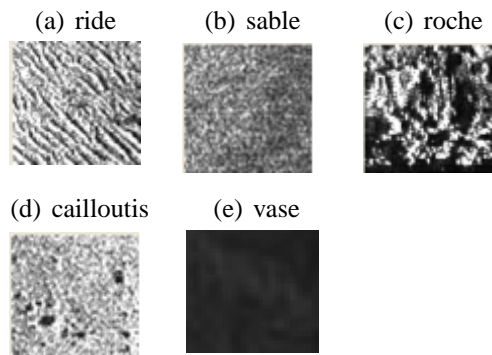 (a) ride (b) sable (c) roche
(d) cailloutis (e) vase